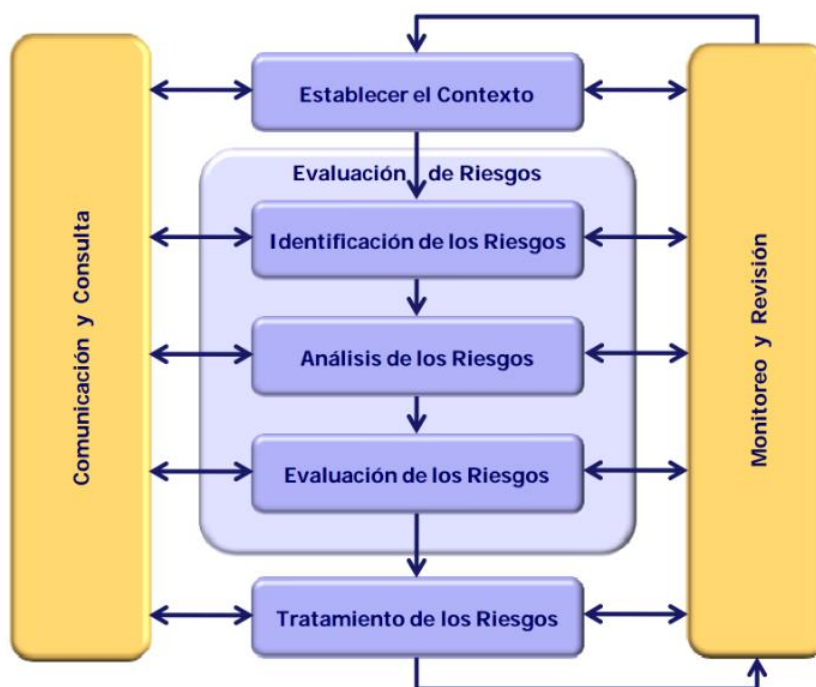 Establecer el Contexto
Evaluación de Riesgos
Identificación de los Riesgos
Análisis de los Riesgos
Evaluación de los Riesgos
Tratamiento de los Riesgos
Comunicación y Consulta
Monitoreo y Revisión